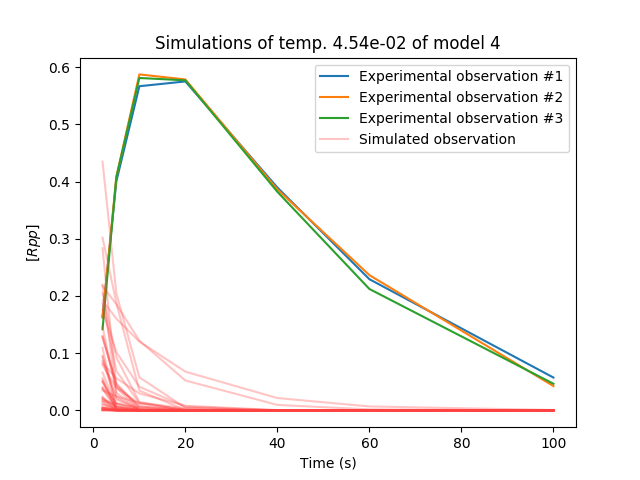 Simulations of temp. 4.54e-02 of model 4
Experimental observation #1
Experimental observation #2
Experimental observation #3
Simulated observation
[Rpp]
0.6
0.5
0.4
0.3
0.2
0.1
0.0
0 20 40 60 80 100
Time (s)